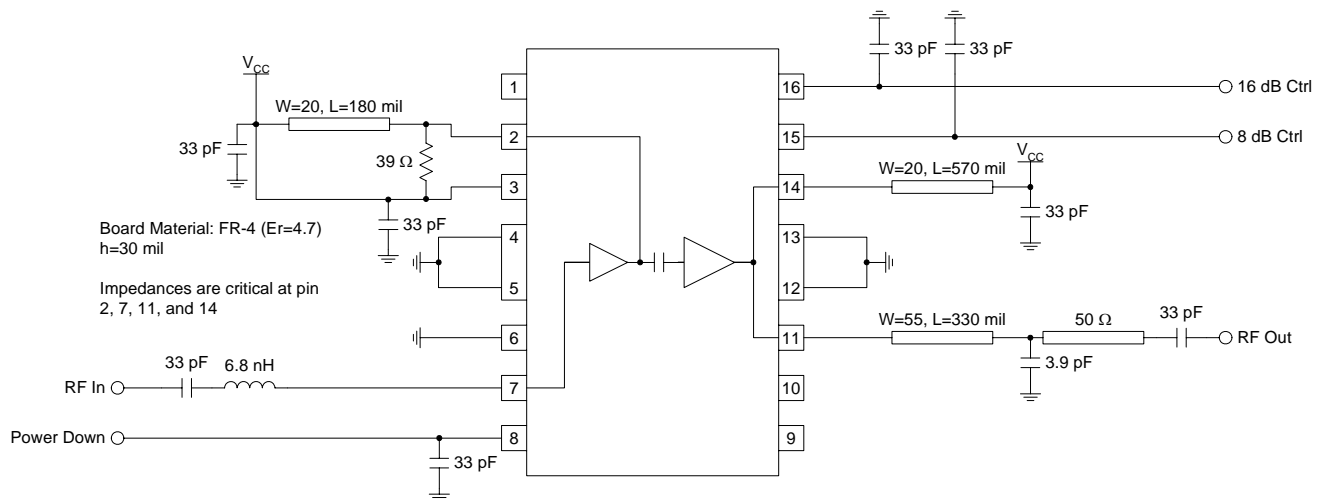 33 pF
33 pF
V_CC
1
16
16 dB Ctrl
W=20, L=180 mil
2
15
8 dB Ctrl
33 pF
39 Ω
V_CC
W=20, L=570 mil
3
14
33 pF
33 pF
Board Material: FR-4 (Er=4.7)
h=30 mil
4
13
5
12
Impedances are critical at pin
2, 7, 11, and 14
6
W=55, L=330 mil
11
50 Ω
33 pF
RF Out
3.9 pF
33 pF
6.8 nH
RF In
7
10
Power Down
8
9
33 pF